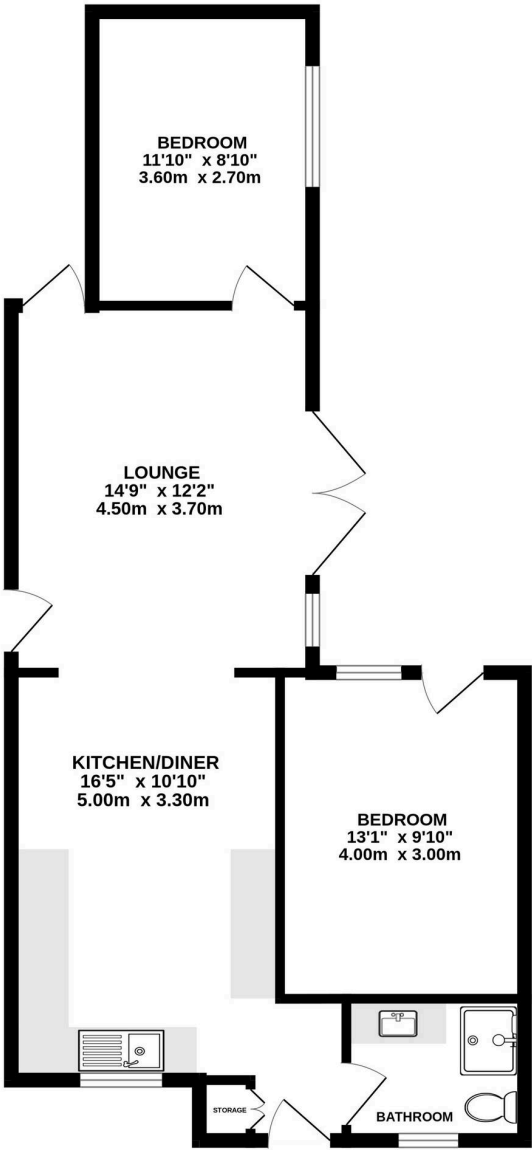 BEDROOM
11'10" x 8'10"
3.60m x 2.70m
LOUNGE
14'9" x 12'2"
4.50m x 3.70m
KITCHEN/DINER
16'5" x 10'10"
5.00m x 3.30m
BEDROOM
13'1" x 9'10"
4.00m x 3.00m
STORAGE
BATHROOM